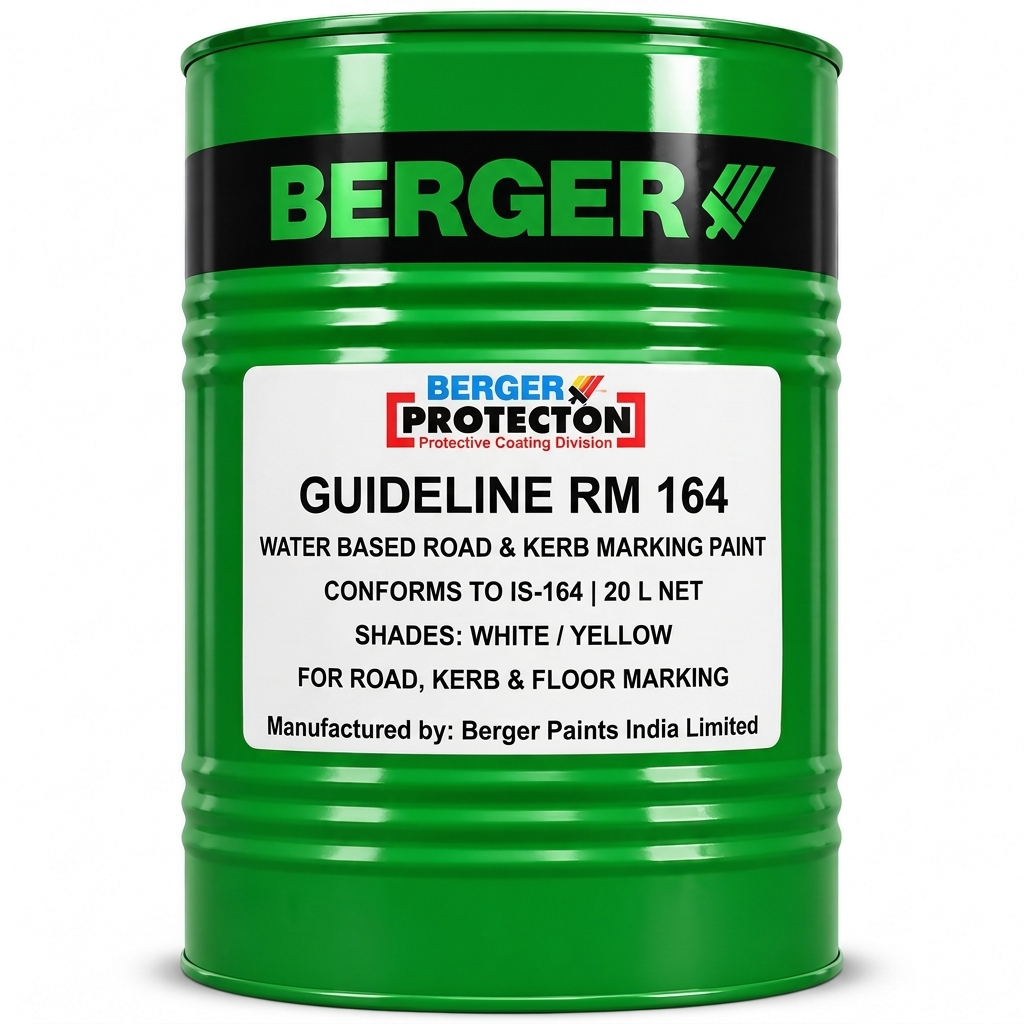 BERGER
BERGER
PROTECTON
Protective Coating Division
GUIDELINE RM 164
WATER BASED ROAD & KERB MARKING PAINT
CONFORMS TO IS-164 | 20 L NET
SHADES: WHITE / YELLOW
FOR ROAD, KERB & FLOOR MARKING
Manufactured by: Berger Paints India Limited